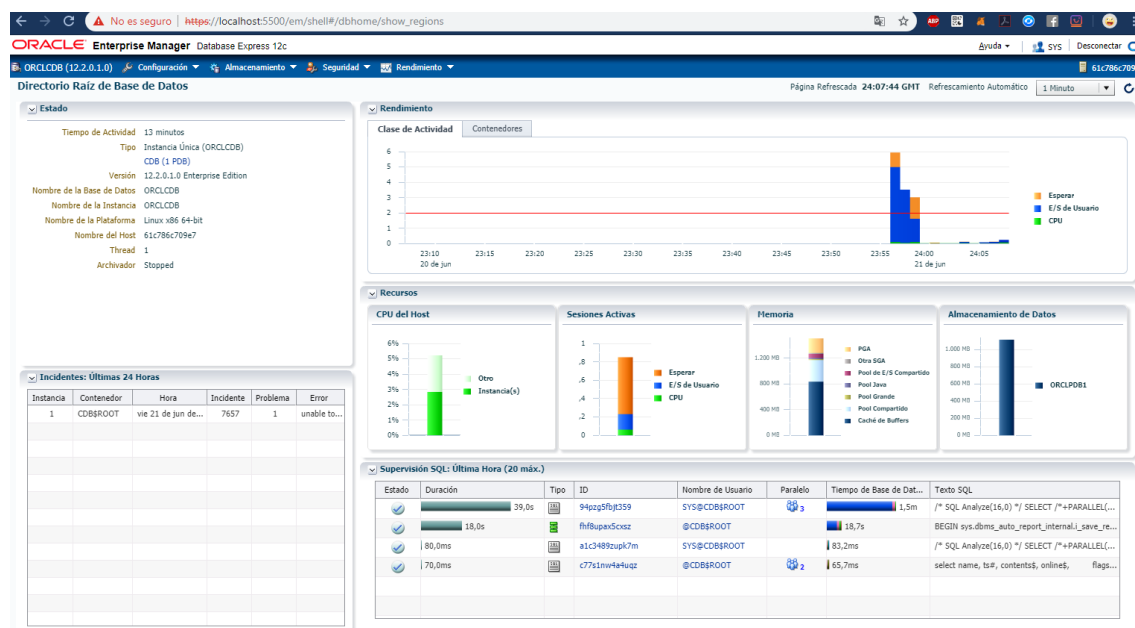 No es seguro | https://localhost:5500/em/shell#/dbhome/show_regions
ORACLE Enterprise Manager Database Express 12c
Ayuda SYS Desconectar
ORCLCDB (12.2.0.1.0) Configuración Almacenamiento Seguridad Rendimiento 61c786c709
Directorio Raíz de Base de Datos
Página Refrescada 24:07:44 GMT Refrescamiento Automático 1 Minuto
Estado
Tiempo de Actividad 13 minutos
Tipo Instancia Única (ORCLCDB)
CDB (1 PDB)
Versión 12.2.0.1.0 Enterprise Edition
Nombre de la Base de Datos ORCLCDB
Nombre de la Instancia ORCLCDB
Nombre de la Plataforma Linux x86 64-bit
Nombre del Host 61c786c709e7
Thread 1
Archivador Stopped
Incidentes: Últimas 24 Horas
Instancia Contenedor Hora Incidente Problema Error
1 CDB$ROOT vie 21 de jun de... 7657 1 unable to...
Rendimiento
Clase de Actividad Contenedores
6
5
4
3
2
1
0
23:10 23:15 23:20 23:25 23:30 23:35 23:40 23:45 23:50 23:55 24:00 24:05
20 de jun 21 de jun
Esperar
E/S de Usuario
CPU
Recursos
CPU del Host
6%
5%
4%
3%
2%
1%
0%
Otro
Instancia(s)
Sesiones Activas
1
.8
.6
.4
.2
0
Esperar
E/S de Usuario
CPU
Memoria
1.200 MB
800 MB
400 MB
0 MB
PGA
Otra SGA
Pool de E/S Compartido
Pool Java
Pool Grande
Pool Compartido
Caché de Buffers
Almacenamiento de Datos
1.000 MB
800 MB
600 MB
400 MB
200 MB
0 MB
ORCLPDB1
Supervisión SQL: Última Hora (20 máx.)
Estado Duración Tipo ID Nombre de Usuario Paralelo Tiempo de Base de Dat... Texto SQL
39,0s 94pzg5fbjt359 SYS@CDB$ROOT 3 1,5m /* SQL Analyze(16,0) */ SELECT /*+PARALLEL(...
18,0s fhf8upax5cxsz @CDB$ROOT 18,7s BEGIN sys.dbms_auto_report_internal.i_save_re...
80,0ms a1c3489zupk7m SYS@CDB$ROOT 83,2ms /* SQL Analyze(16,0) */ SELECT /*+PARALLEL(...
70,0ms c77s1nw4a4uqz @CDB$ROOT 2 65,7ms select name, ts#, contents$, online$, flags...